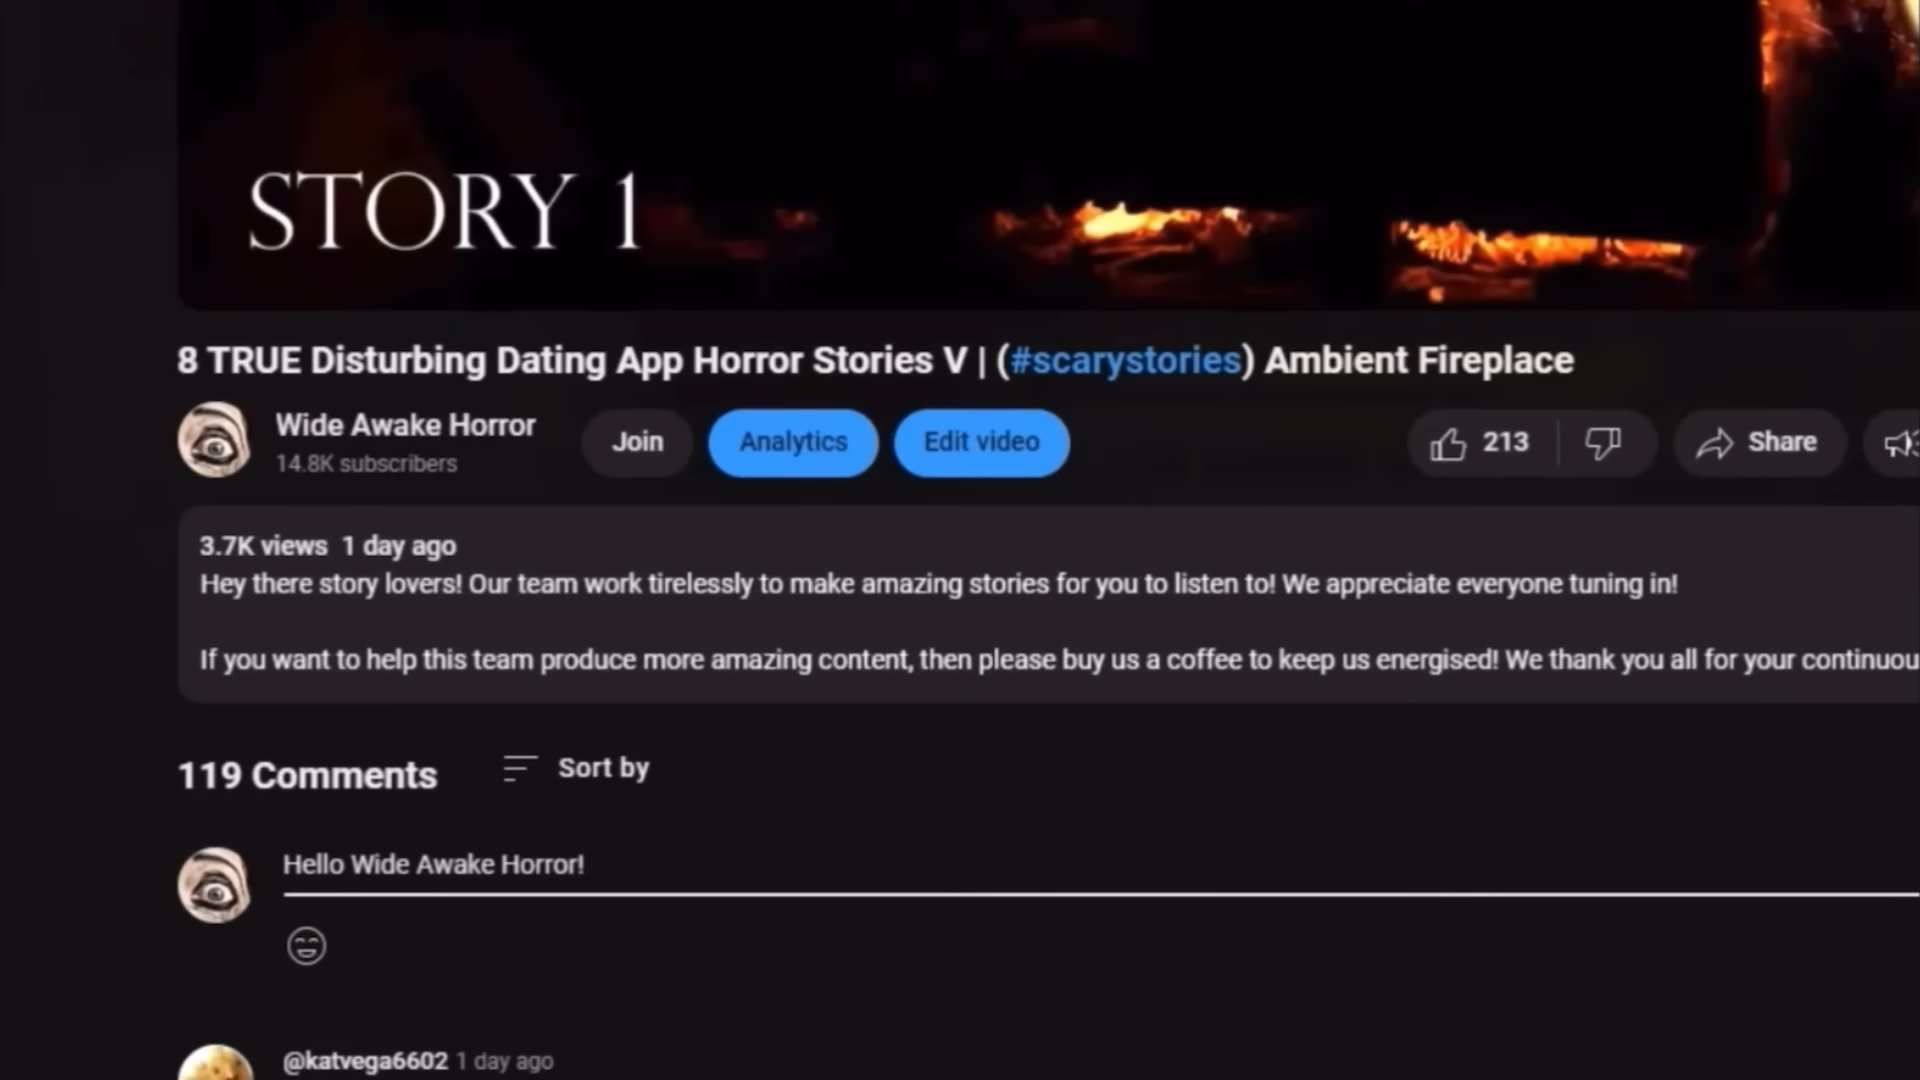 STORY 1
8 TRUE Disturbing Dating App Horror Stories V | (#scarystories) Ambient Fireplace
Wide Awake Horror
14.8K subscribers
Join
Analytics
Edit video
213
Share
3.7K views 1 day ago
Hey there story lovers! Our team work tirelessly to make amazing stories for you to listen to! We appreciate everyone tuning in!
If you want to help this team produce more amazing content, then please buy us a coffee to keep us energised! We thank you all for your continuou
119 Comments
Sort by
Hello Wide Awake Horror!
@katvega6602 1 day ago